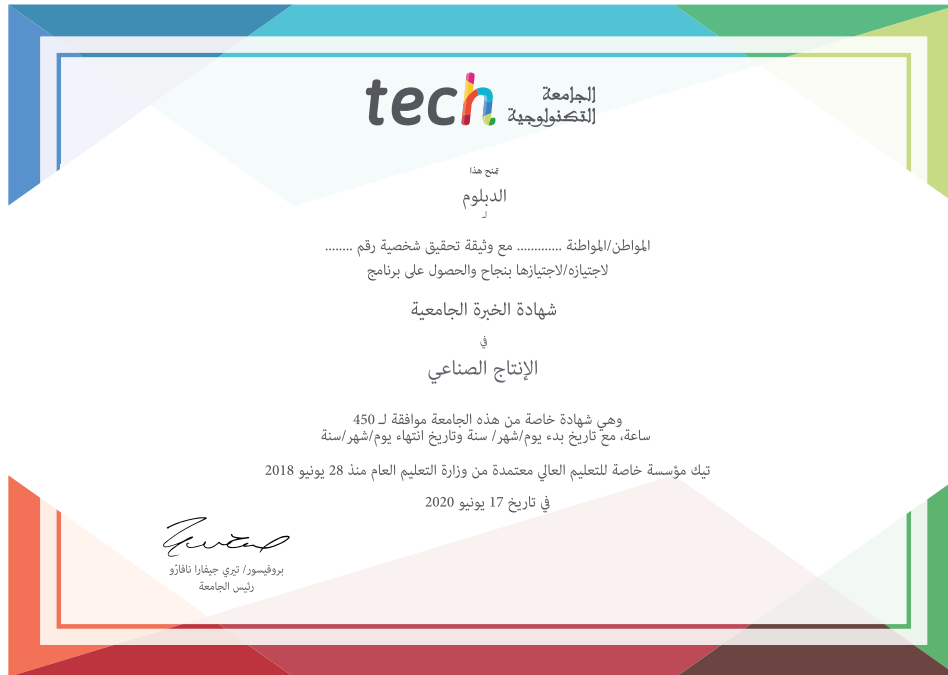 tech الجامعة
التكنولوجية
تمنح هذا
الدبلوم
لـ
المواطن/المواطنة ............. مع وثيقة تحقيق شخصية رقم ........
لاجتيازه/لاجتيازها بنجاح والحصول على برنامج
شهادة الخبرة الجامعية
في
الإنتاج الصناعي
وهي شهادة خاصة من هذه الجامعة موافقة لـ 450
ساعة، مع تاريخ بدء يوم/شهر/ سنة وتاريخ انتهاء يوم/شهر/سنة
تيك مؤسسة خاصة للتعليم العالي معتمدة من وزارة التعليم العام منذ 28 يونيو 2018
في تاريخ 17 يونيو 2020
بروفيسور/ تيري جيفارا نافارّو
رئيس الجامعة